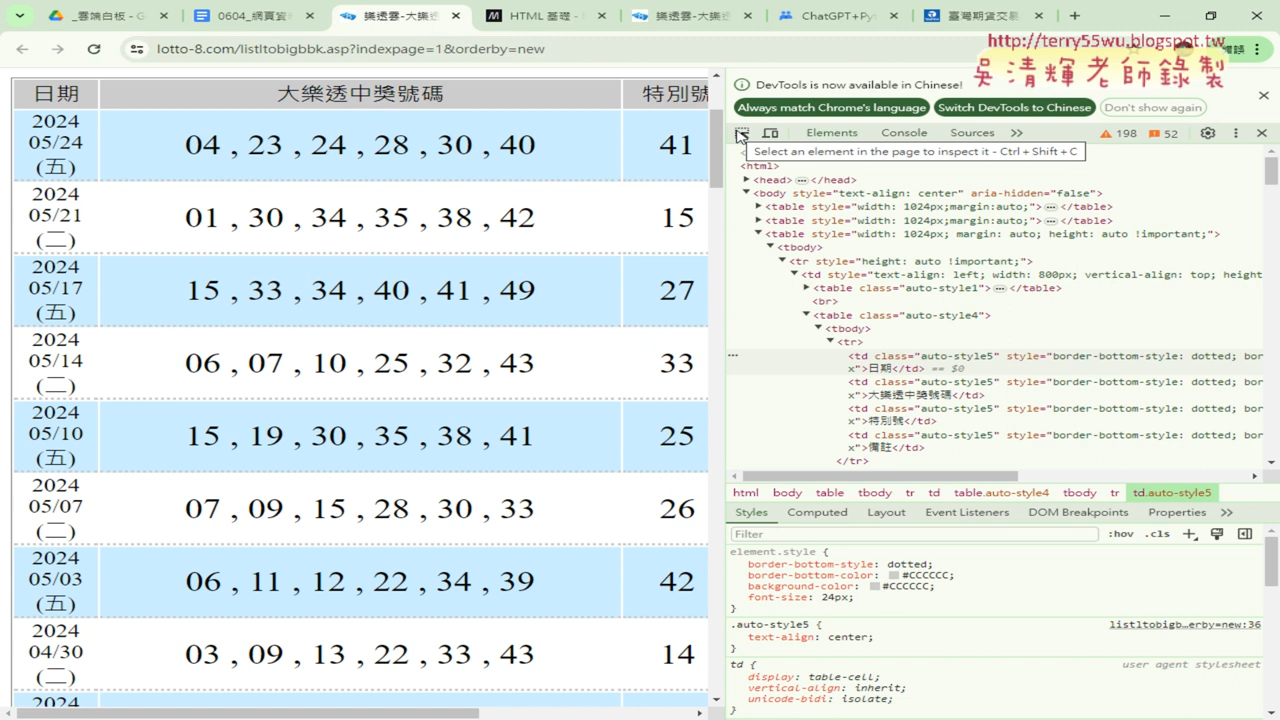 _雲端白板 - G
0604_網頁資料
樂透雲-大樂透
HTML 基礎 -
樂透雲-大樂透
ChatGPT+Pyt
臺灣期貨交易
lotto-8.com/listltobigbbk.asp?indexpage=1&orderby=new
http://terry55wu.blogspot.tw
吳清輝老師錄製
日期 大樂透中獎號碼 特別號
2024
05/24
(五)
04 , 23 , 24 , 28 , 30 , 40 41
2024
05/21
(二)
01 , 30 , 34 , 35 , 38 , 42 15
2024
05/17
(五)
15 , 33 , 34 , 40 , 41 , 49 27
2024
05/14
(二)
06 , 07 , 10 , 25 , 32 , 43 33
2024
05/10
(五)
15 , 19 , 30 , 35 , 38 , 41 25
2024
05/07
(二)
07 , 09 , 15 , 28 , 30 , 33 26
2024
05/03
(五)
06 , 11 , 12 , 22 , 34 , 39 42
2024
04/30
(二)
03 , 09 , 13 , 22 , 33 , 43 14
2024
DevTools is now available in Chinese!
Always match Chrome's language Switch DevTools to Chinese Don't show again
Elements Console Sources 198 52
Select an element in the page to inspect it - Ctrl + Shift + C
<html>
<head> ⋯ </head>
<body style="text-align: center" aria-hidden="false">
<table style="width: 1024px;margin:auto;"> ⋯ </table>
<table style="width: 1024px;margin:auto;"> ⋯ </table>
<table style="width: 1024px; margin: auto; height: auto !important;">
<tbody>
<tr style="height: auto !important;">
<td style="text-align: left; width: 800px; vertical-align: top; height
<table class="auto-style1"> ⋯ </table>
<br>
<table class="auto-style4">
<tbody>
<tr>
<td class="auto-style5" style="border-bottom-style: dotted; bor
x">日期</td> == $0
<td class="auto-style5" style="border-bottom-style: dotted; bor
x">大樂透中獎號碼</td>
<td class="auto-style5" style="border-bottom-style: dotted; bor
x">特別號</td>
<td class="auto-style5" style="border-bottom-style: dotted; bor
x">備註</td>
</tr>
html body table tbody tr td table.auto-style4 tbody tr td.auto-style5
Styles Computed Layout Event Listeners DOM Breakpoints Properties
Filter :hov .cls
element.style {
border-bottom-style: dotted;
border-bottom-color: #CCCCCC;
background-color: #CCCCCC;
font-size: 24px;
}
.auto-style5 { listltobigb…erby=new:36
text-align: center;
}
td { user agent stylesheet
display: table-cell;
vertical-align: inherit;
unicode-bidi: isolate;
}